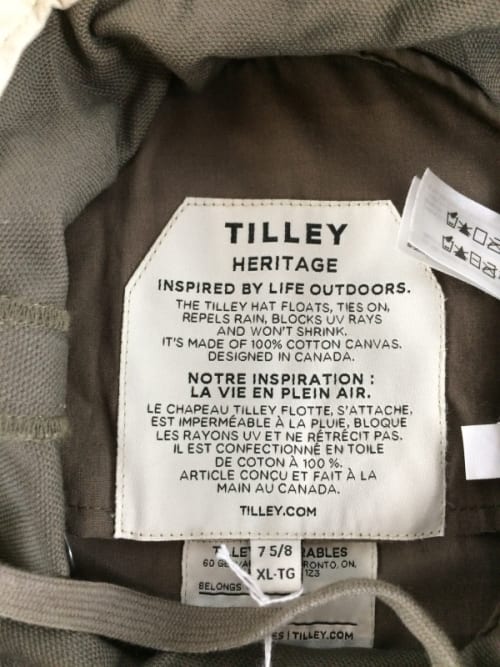 TILLEY
HERITAGE
INSPIRED BY LIFE OUTDOORS.
THE TILLEY HAT FLOATS, TIES ON,
REPELS RAIN, BLOCKS UV RAYS
AND WON'T SHRINK.
IT'S MADE OF 100% COTTON CANVAS.
DESIGNED IN CANADA.
NOTRE INSPIRATION :
LA VIE EN PLEIN AIR.
LE CHAPEAU TILLEY FLOTTE, S'ATTACHE,
EST IMPERMÉABLE À LA PLUIE, BLOQUE
LES RAYONS UV ET NE RÉTRÉCIT PAS.
IL EST CONFECTIONNÉ EN TOILE
DE COTON À 100 %.
ARTICLE CONÇU ET FAIT À LA
MAIN AU CANADA.
TILLEY.COM
7 5/8
XL-TG
60
ON,
BELONGS
TILLEY.COM